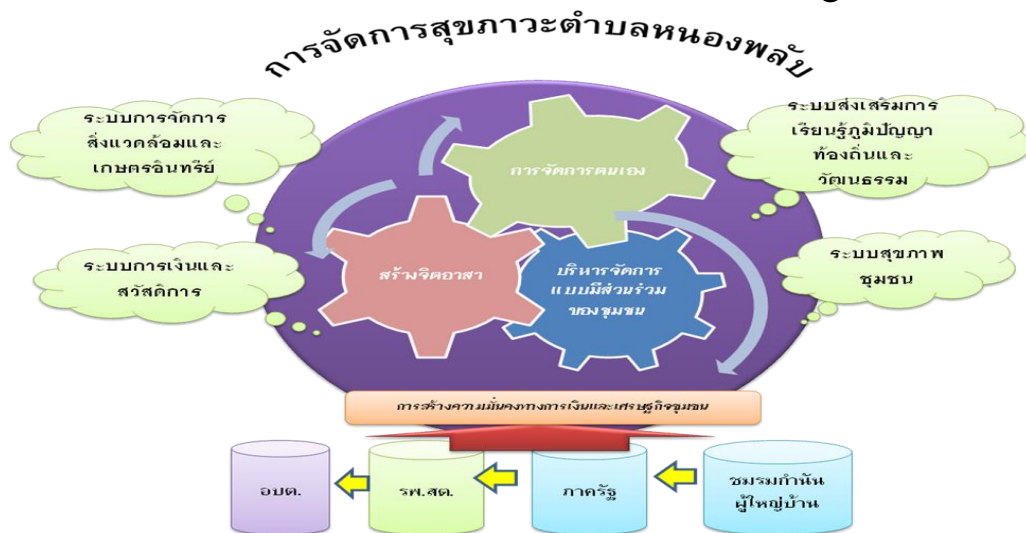 การจัดการสุขภาวะตำบลหนองพลับ
ระบบการจัดการ
สิ่งแวดล้อมและ
เกษตรอินทรีย์
ระบบส่งเสริมการ
เรียนรู้ภูมิปัญญา
ท้องถิ่นและ
วัฒนธรรม
การจัดการตนเอง
ระบบการเงินและ
สวัสดิการ
สร้างจิตอาสา
บริหารจัดการ
แบบมีส่วนร่วม
ของชุมชน
ระบบสุขภาพ
ชุมชน
การสร้างความมั่นคงทางการเงินและเศรษฐกิจชุมชน
อบต.
รพ.สต.
ภาครัฐ
ชมรมกำนัน
ผู้ใหญ่บ้าน